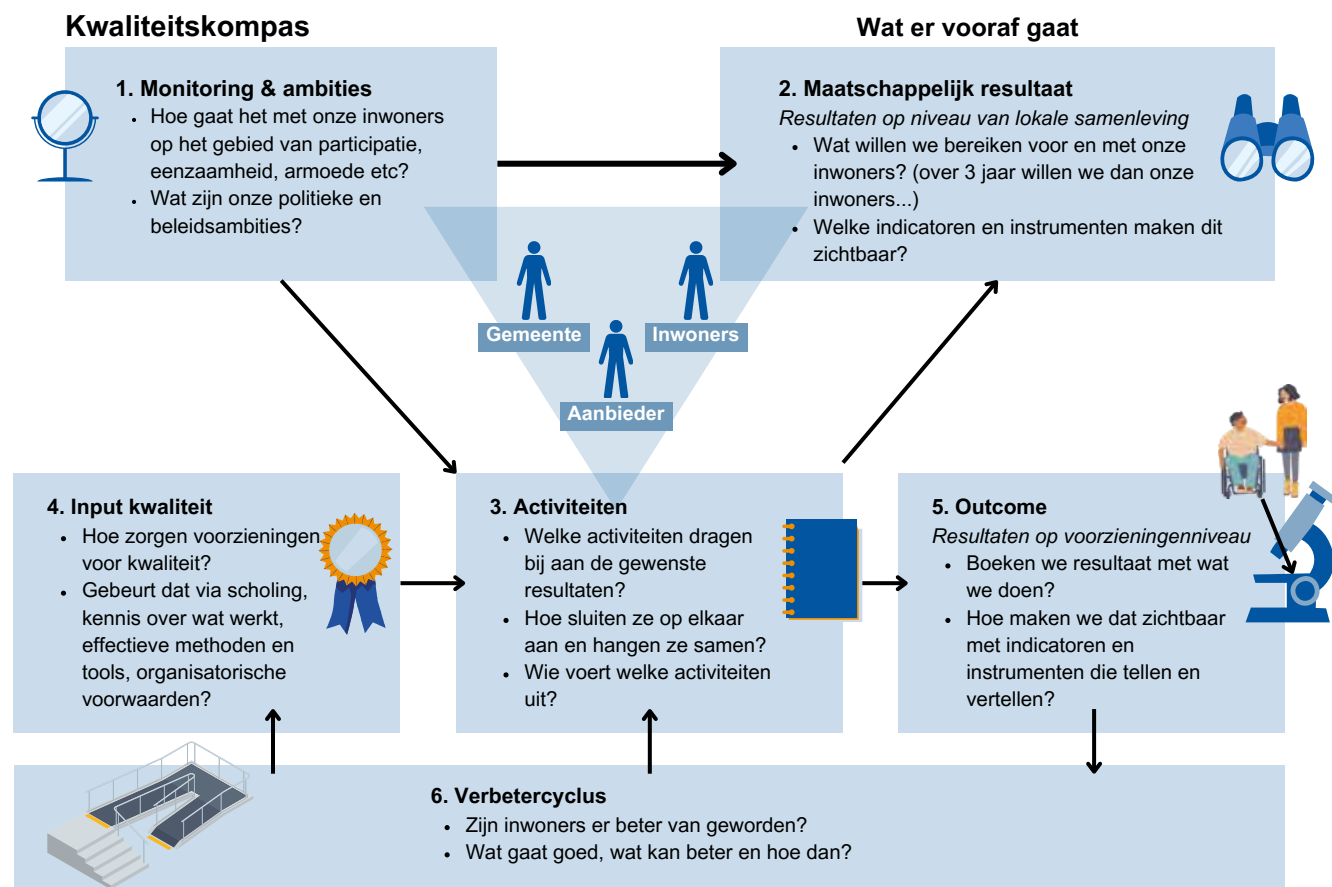 Kwaliteitskompas
Wat er vooraf gaat
1. Monitoring & ambities
• Hoe gaat het met onze inwoners
op het gebied van participatie,
eenzaamheid, armoede etc?
• Wat zijn onze politieke en
beleidsambities?
2. Maatschappelijk resultaat
Resultaten op niveau van lokale samenleving
• Wat willen we bereiken voor en met onze
inwoners? (over 3 jaar willen we dan onze
inwoners...)
• Welke indicatoren en instrumenten maken dit
zichtbaar?
Gemeente
Inwoners
Aanbieder
4. Input kwaliteit
• Hoe zorgen voorzieningen
voor kwaliteit?
• Gebeurt dat via scholing,
kennis over wat werkt,
effectieve methoden en
tools, organisatorische
voorwaarden?
3. Activiteiten
• Welke activiteiten dragen
bij aan de gewenste
resultaten?
• Hoe sluiten ze op elkaar
aan en hangen ze samen?
• Wie voert welke activiteiten
uit?
5. Outcome
Resultaten op voorzieningenniveau
• Boeken we resultaat met wat
we doen?
• Hoe maken we dat zichtbaar
met indicatoren en
instrumenten die tellen en
vertellen?
6. Verbetercyclus
• Zijn inwoners er beter van geworden?
• Wat gaat goed, wat kan beter en hoe dan?